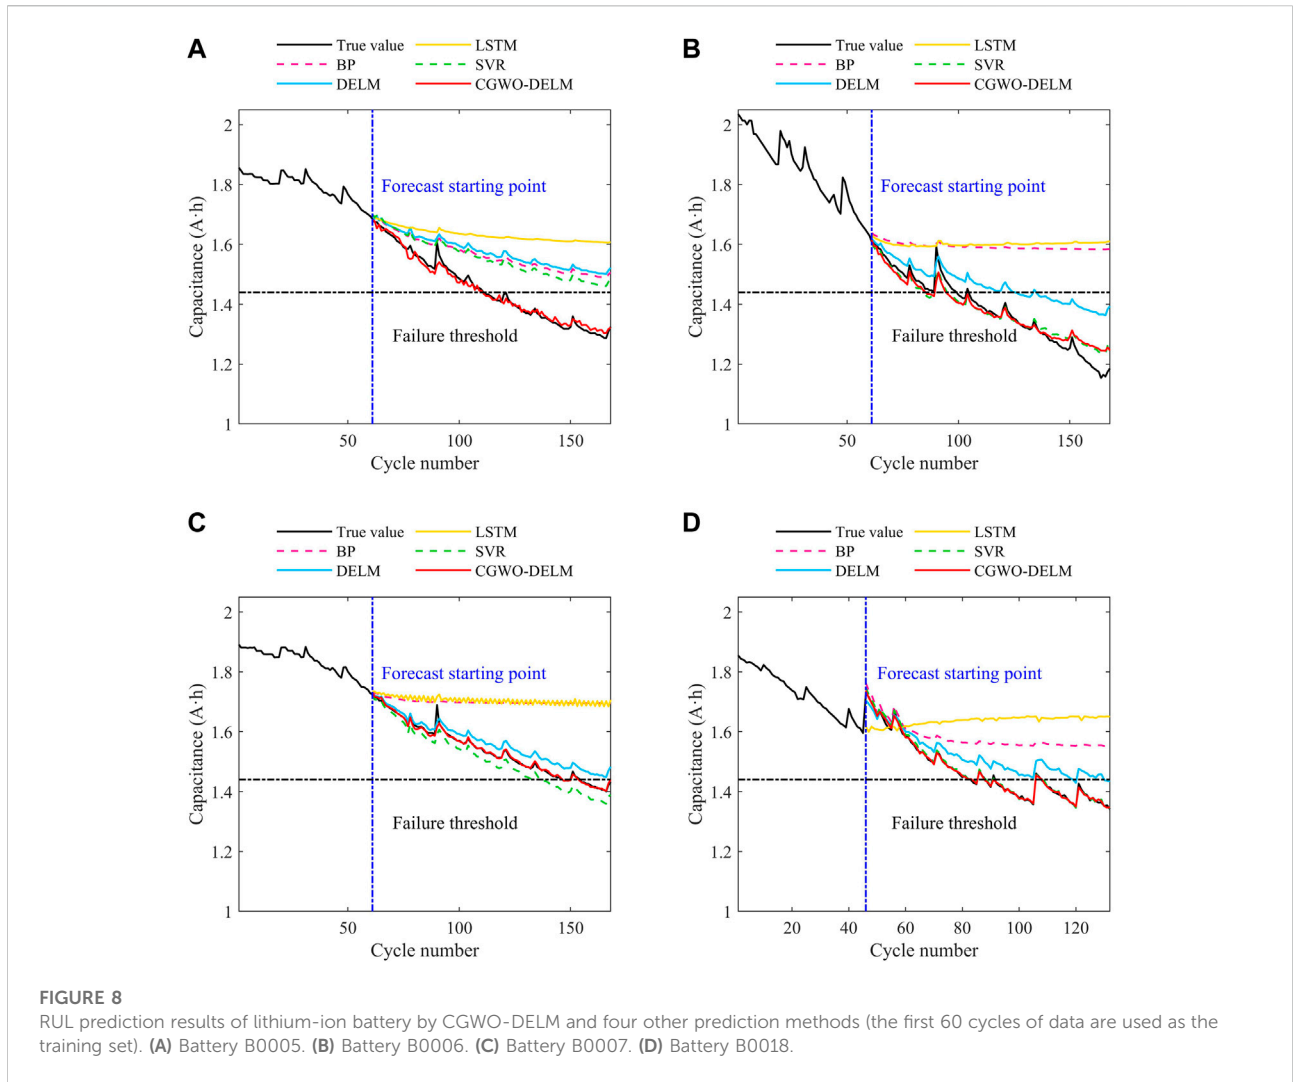 A
True value
LSTM
BP
SVR
DELM
CGWO-DELM
2
1.8
1.6
1.4
1.2
1
Capacitance (A·h)
Forecast starting point
Failure threshold
50
100
150
Cycle number
B
True value
LSTM
BP
SVR
DELM
CGWO-DELM
2
1.8
1.6
1.4
1.2
1
Capacitance (A·h)
Forecast starting point
Failure threshold
50
100
150
Cycle number
C
True value
LSTM
BP
SVR
DELM
CGWO-DELM
2
1.8
1.6
1.4
1.2
1
Capacitance (A·h)
Forecast starting point
Failure threshold
50
100
150
Cycle number
D
True value
LSTM
BP
SVR
DELM
CGWO-DELM
2
1.8
1.6
1.4
1.2
1
Capacitance (A·h)
Forecast starting point
Failure threshold
20
40
60
80
100
120
Cycle number
FIGURE 8
RUL prediction results of lithium-ion battery by CGWO-DELM and four other prediction methods (the first 60 cycles of data are used as the
training set). (A) Battery B0005. (B) Battery B0006. (C) Battery B0007. (D) Battery B0018.